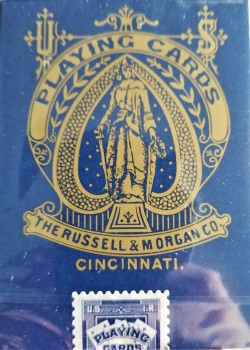 U S
PLAYING CARDS
THE RUSSELL & MORGAN CO.
CINCINNATI.
U.S. I.R.
PLAYING
CARDS